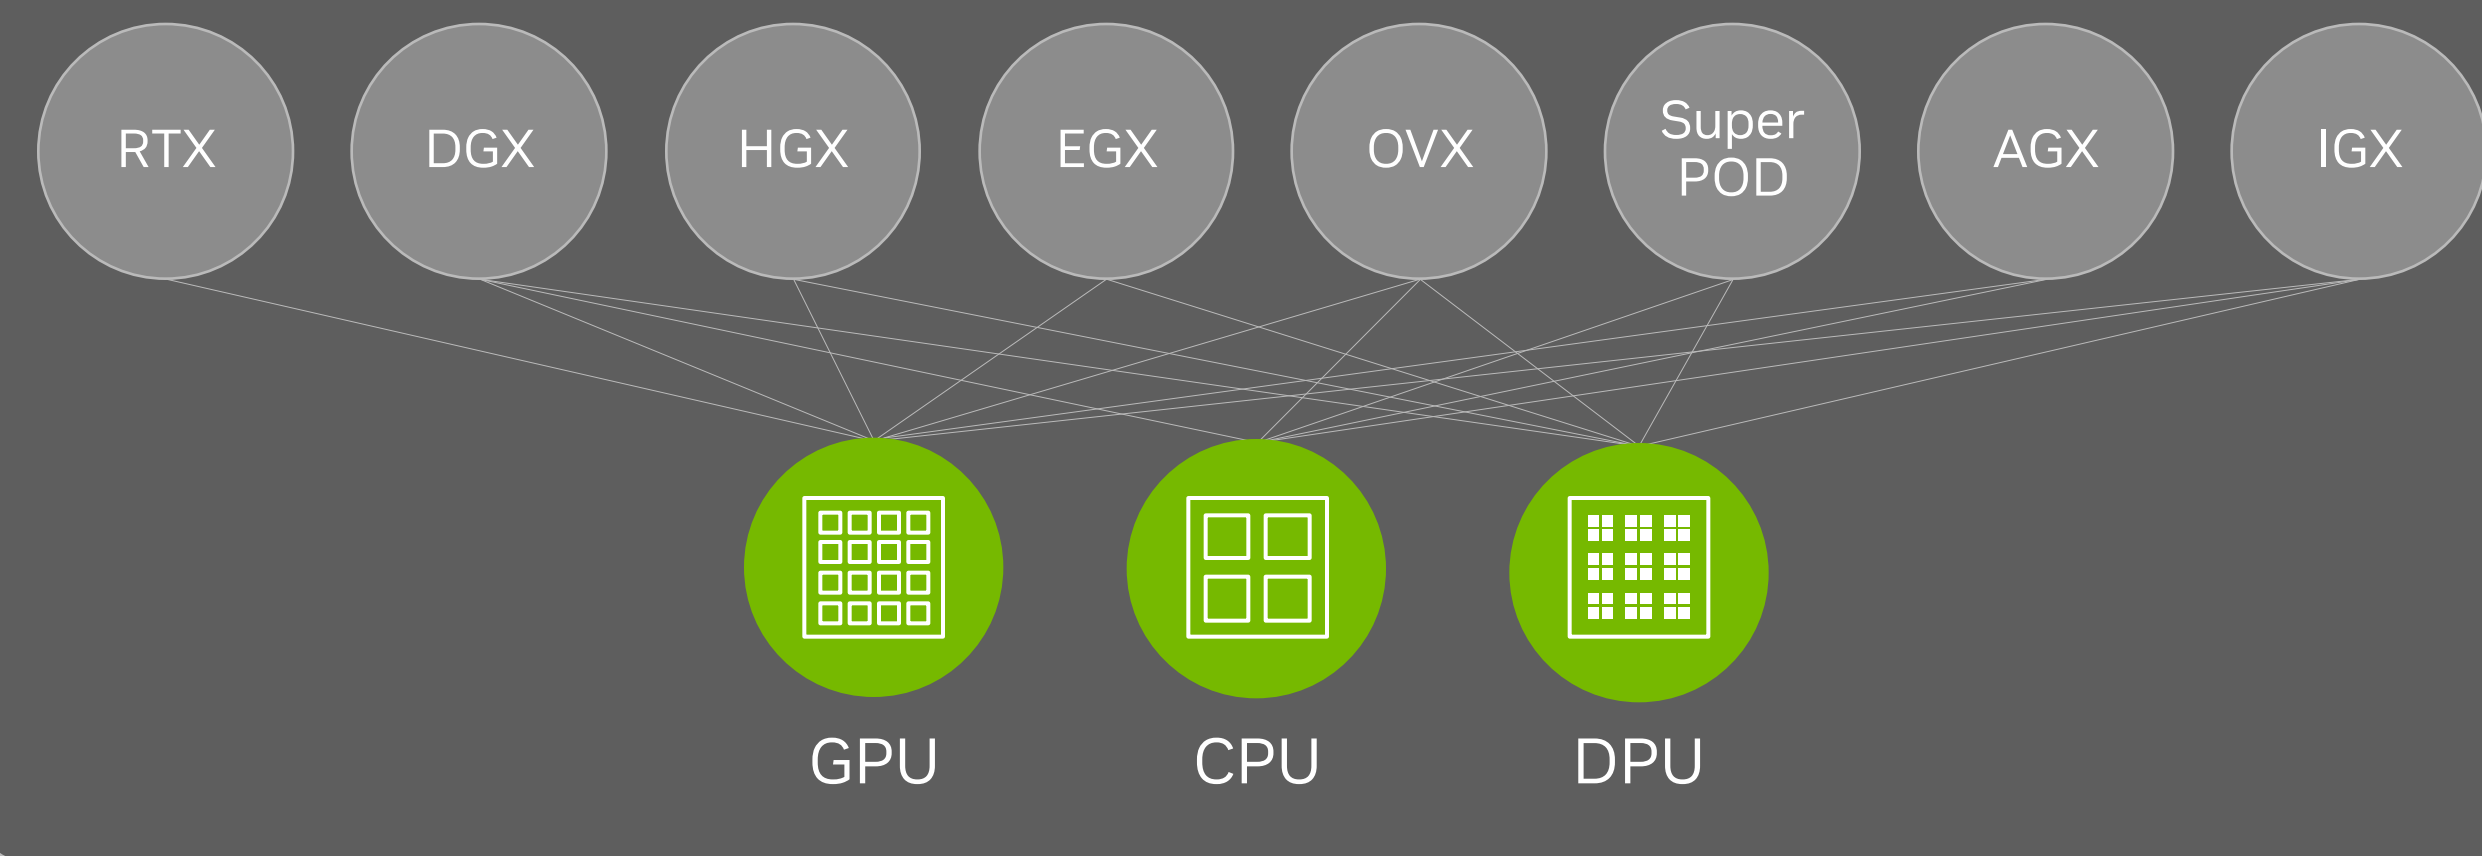 RTX
DGX
HGX
EGX
OVX
Super
POD
AGX
IGX
GPU
CPU
DPU